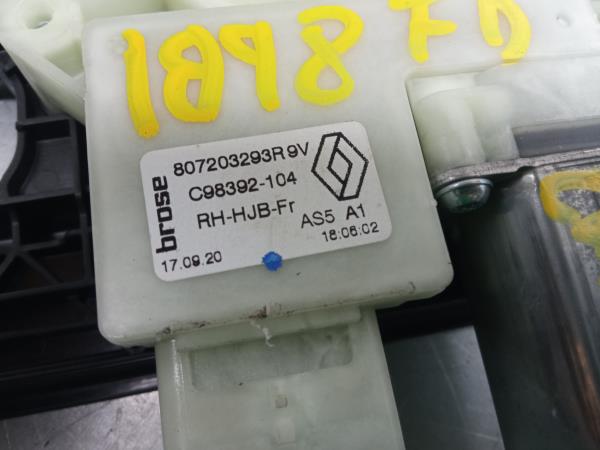 1898 FD
brose
807203293R 9V
C98392-104
RH-HJB-Fr
AS5 A1
17.09.20
18:06:02